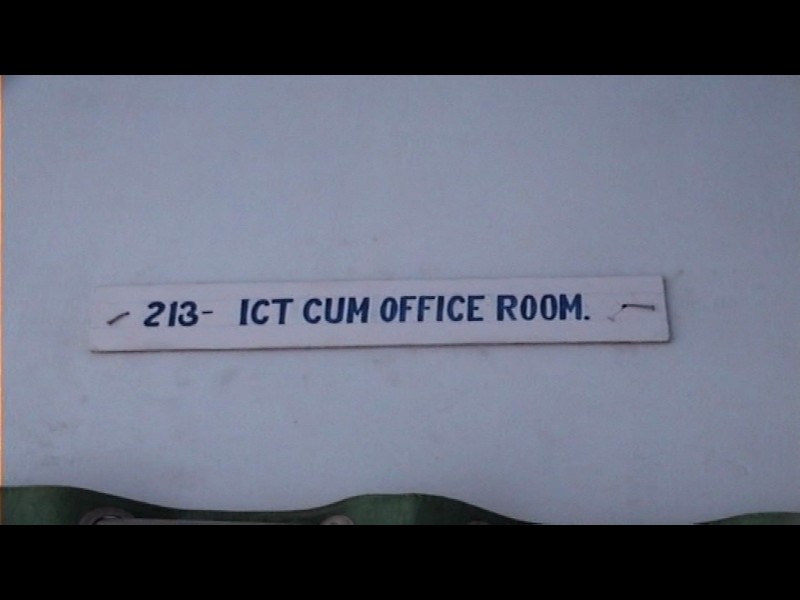 213- ICT CUM OFFICE ROOM.